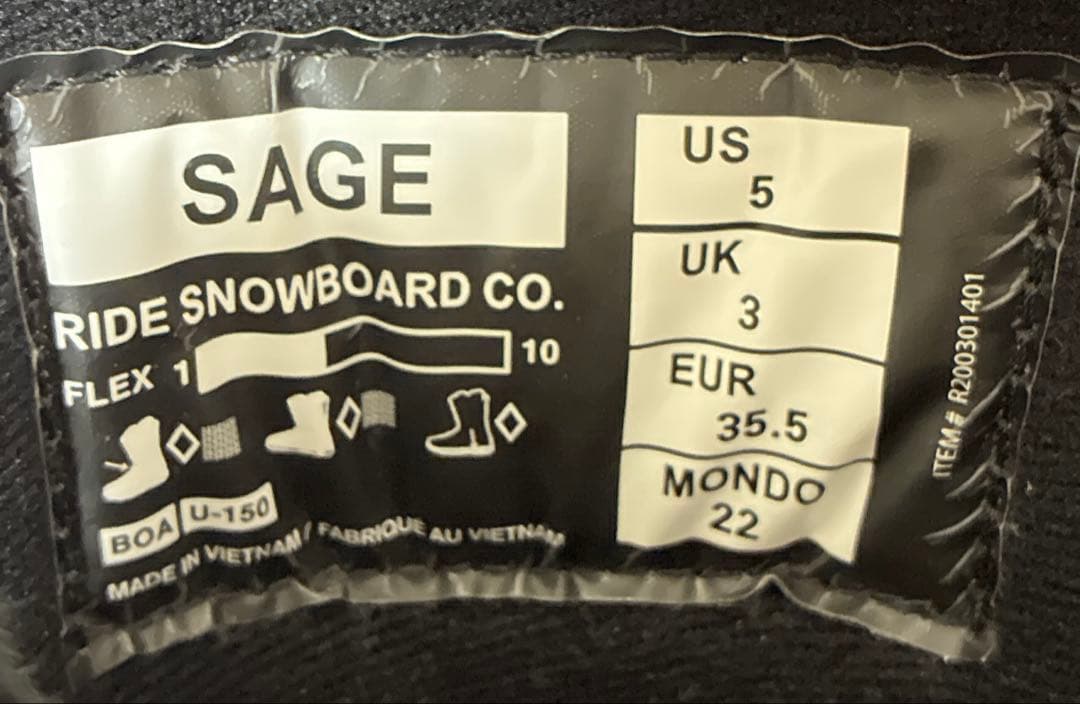 SAGE
RIDE SNOWBOARD CO.
FLEX 1 10
BOA U-150
MADE IN VIETNAM / FABRIQUE AU VIETNAM
US
5
UK
3
EUR
35.5
MONDO
22
ITEM# R200301401